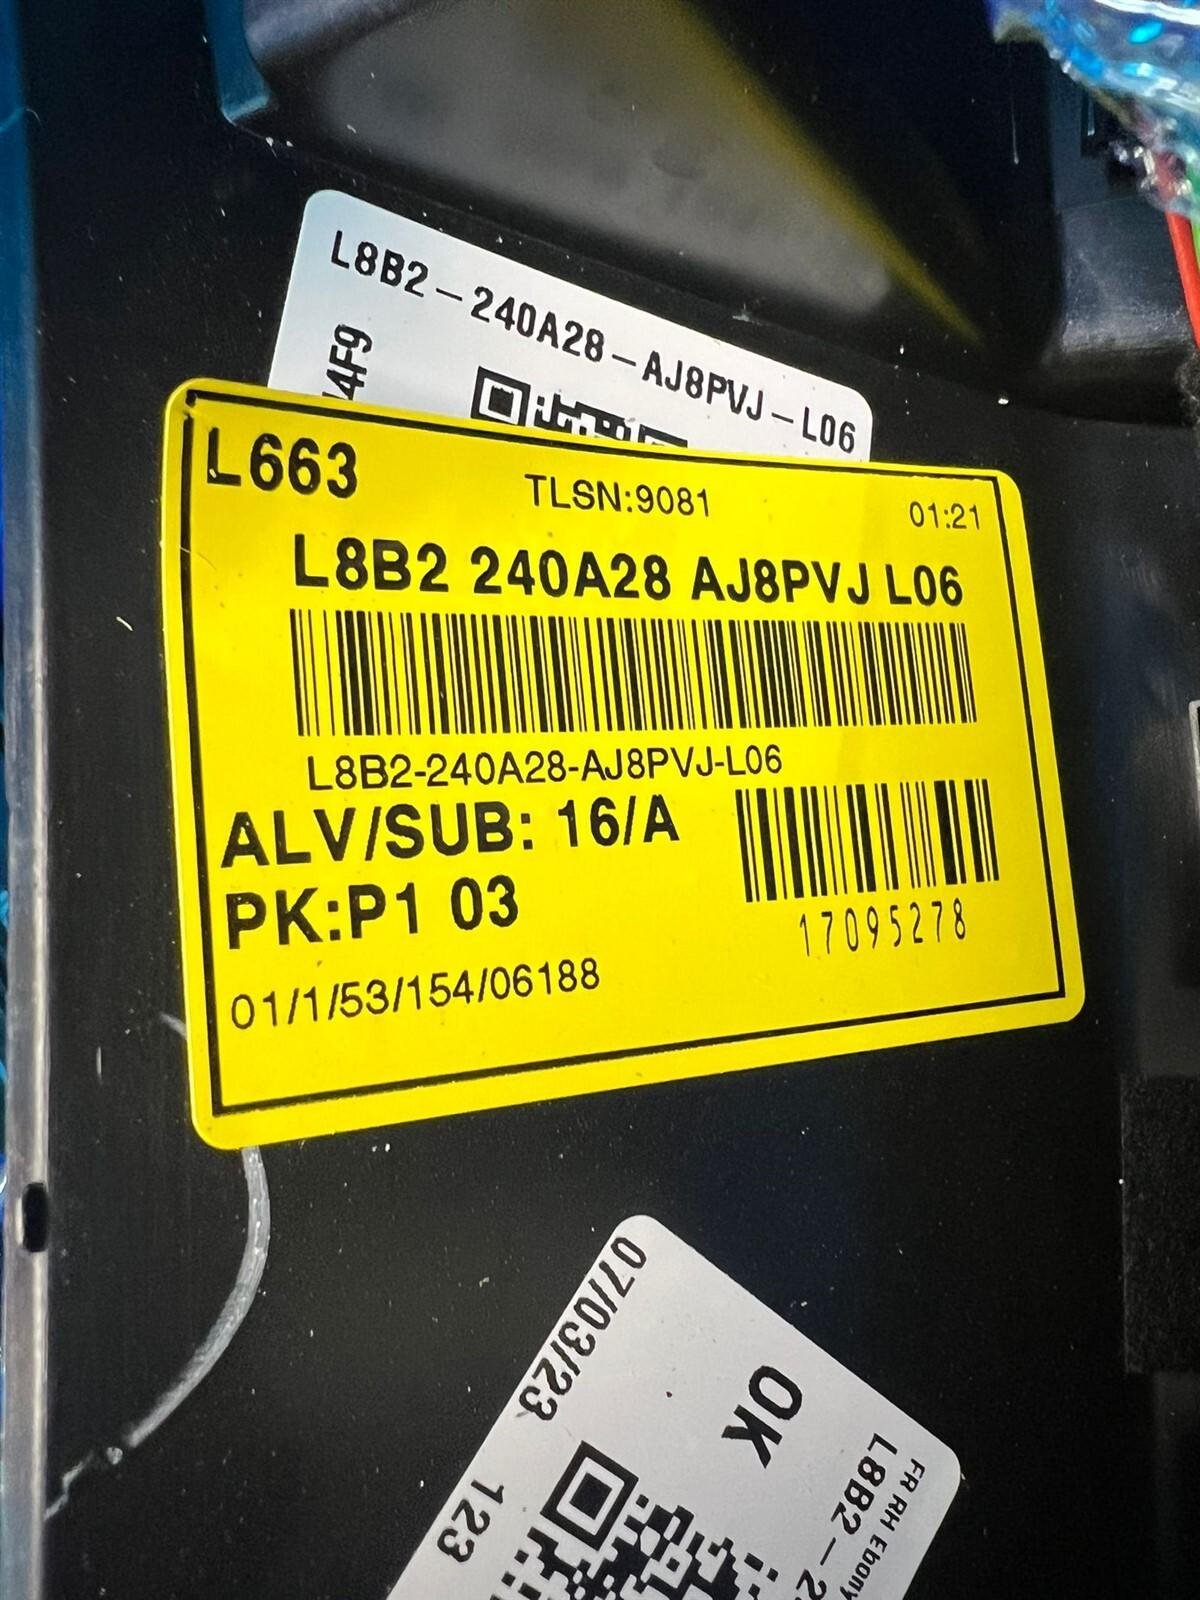 L8B2-240A28-AJ8PVJ-L06
L663
TLSN:9081
01:21
L8B2 240A28 AJ8PVJ L06
L8B2-240A28-AJ8PVJ-L06
ALV/SUB: 16/A
PK:P1 03
17095278
01/1/53/154/06188
07/03/23
OK
FR RH Ebony
123